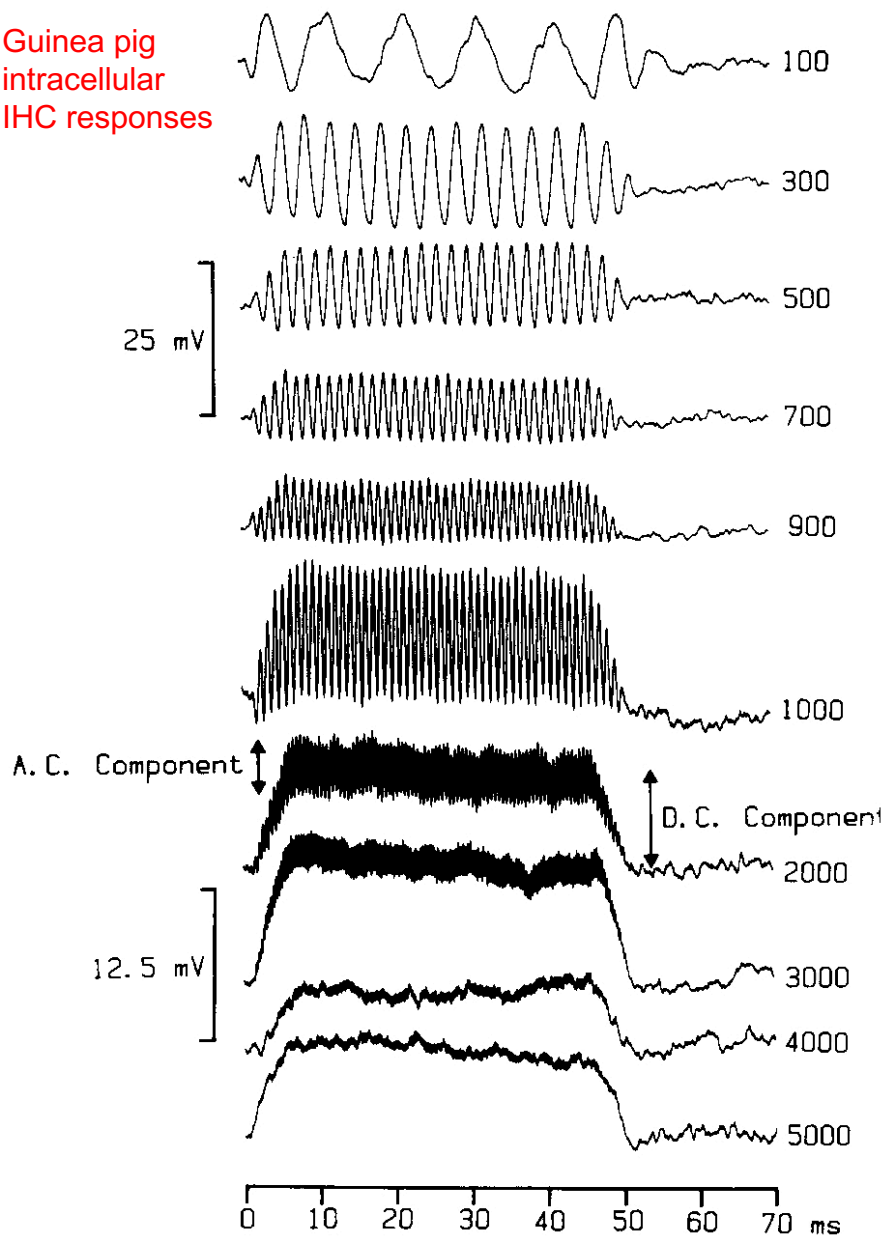 Guinea pig
intracellular
IHC responses
100
300
25 mV
500
700
900
1000
A.C. Component
D.C. Component
2000
12.5 mV
3000
4000
5000
0 10 20 30 40 50 60 70 ms